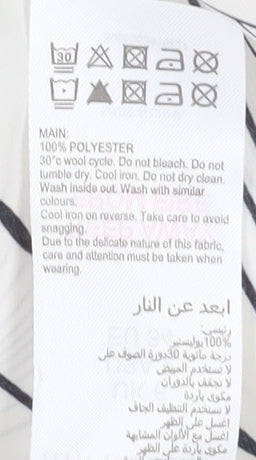 30
MAIN:
100% POLYESTER
30°c wool cycle. Do not bleach. Do not
tumble dry. Cool iron. Do not dry clean.
Wash inside out. Wash with similar
colours.
Cool iron on reverse. Take care to avoid
snagging.
Due to the delicate nature of this fabric,
care and attention must be taken when
wearing.
ابعد عن النار
رئيسي:
100%بوليستير
درجة مائوية 30دورة الصوف على
لا تستخدم المبيض
لا تجفف بالدوران
مكوى باردة
لا تستخدم التنظيف الجاف
اغسل على الظهر
اغسل مع الألوان المشابهة
مكوى باردة على الظهر